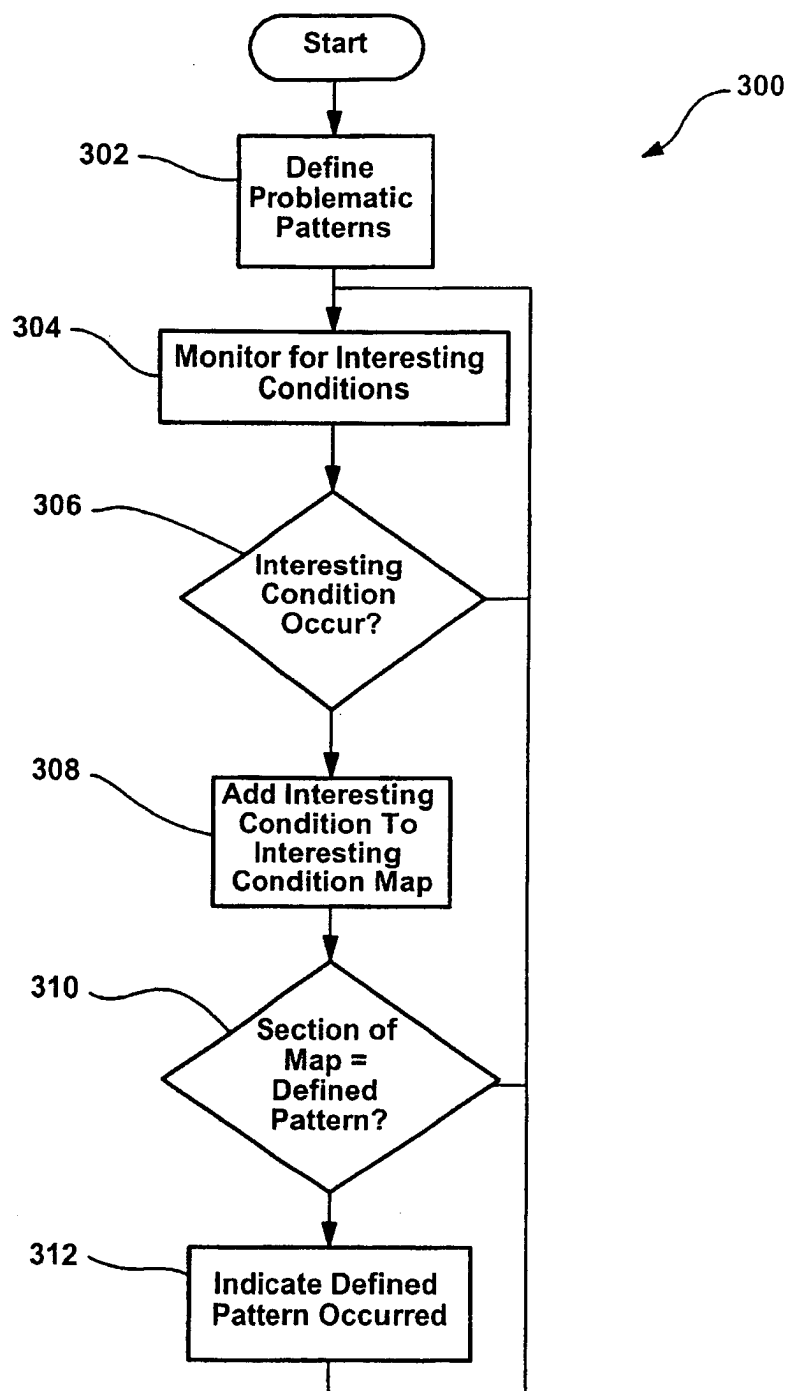 Start
300
302
Define
Problematic
Patterns
304
Monitor for Interesting
Conditions
306
Interesting
Condition
Occur?
308
Add Interesting
Condition To
Interesting
Condition Map
310
Section of
Map =
Defined
Pattern?
312
Indicate Defined
Pattern Occurred